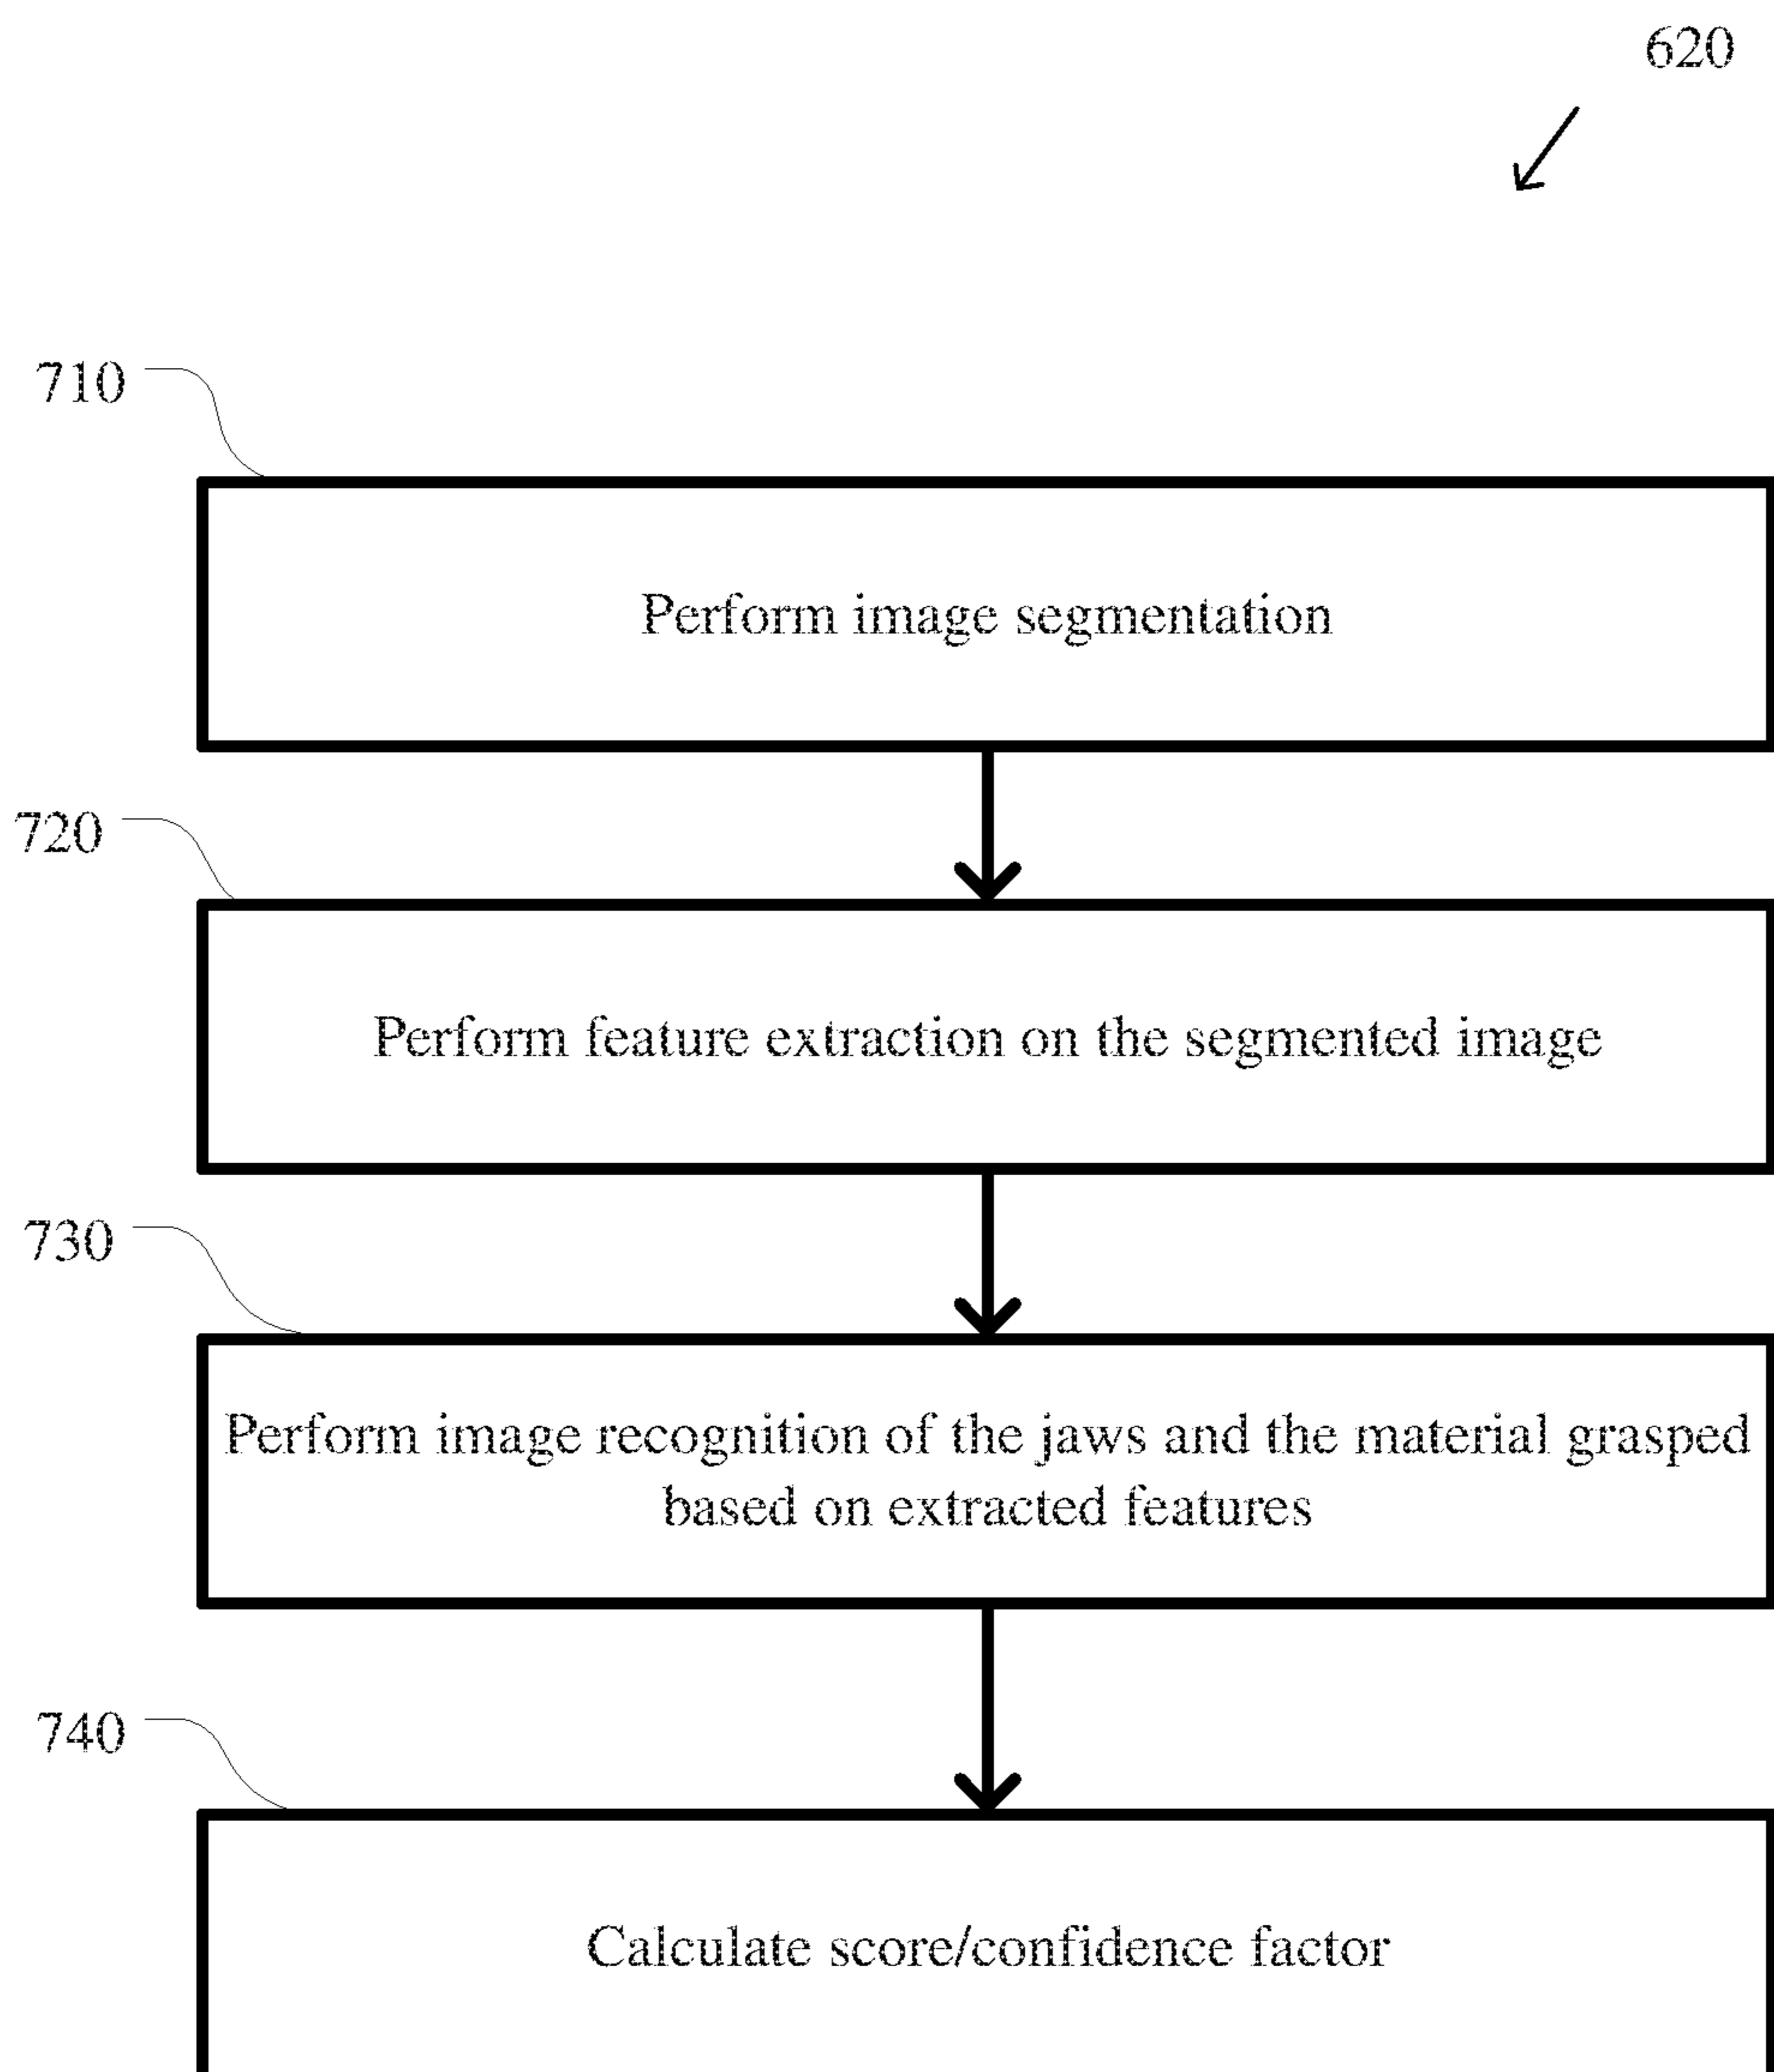 620
710
Perform image segmentation
720
Perform feature extraction on the segmented image
730
Perform image recognition of the jaws and the material grasped
based on extracted features
740
Calculate score/confidence factor